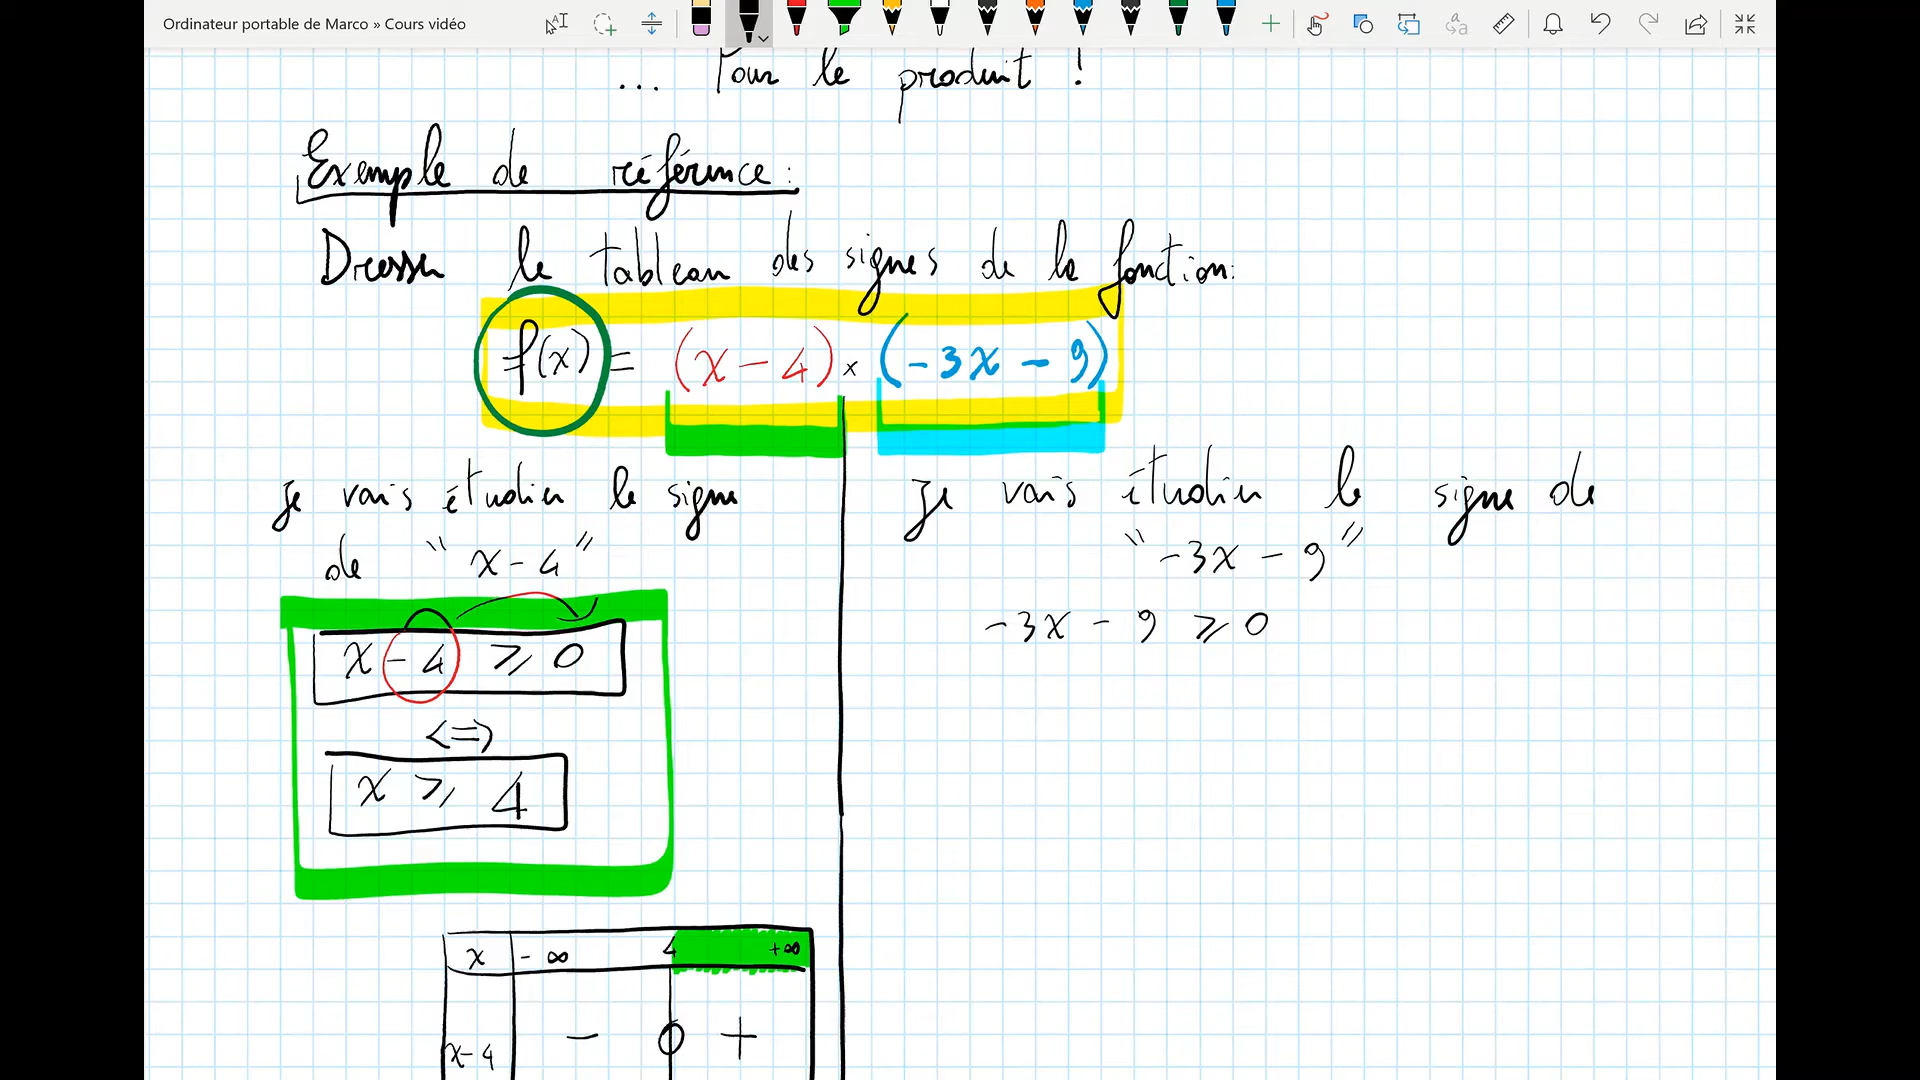 Ordinateur portable de Marco » Cours vidéo
... Pour le produit !
Exemple de référence :
Dresser le tableau des signes de la fonction :
f(x) = (x - 4) × (-3x - 9)
Je vais étudier le signe
de "x - 4"
x - 4 ⩾ 0
<=>
x ⩾ 4
x -∞ 4 +∞
x-4 - 0 +
Je vais étudier le signe de
"-3x - 9"
-3x - 9 ⩾ 0